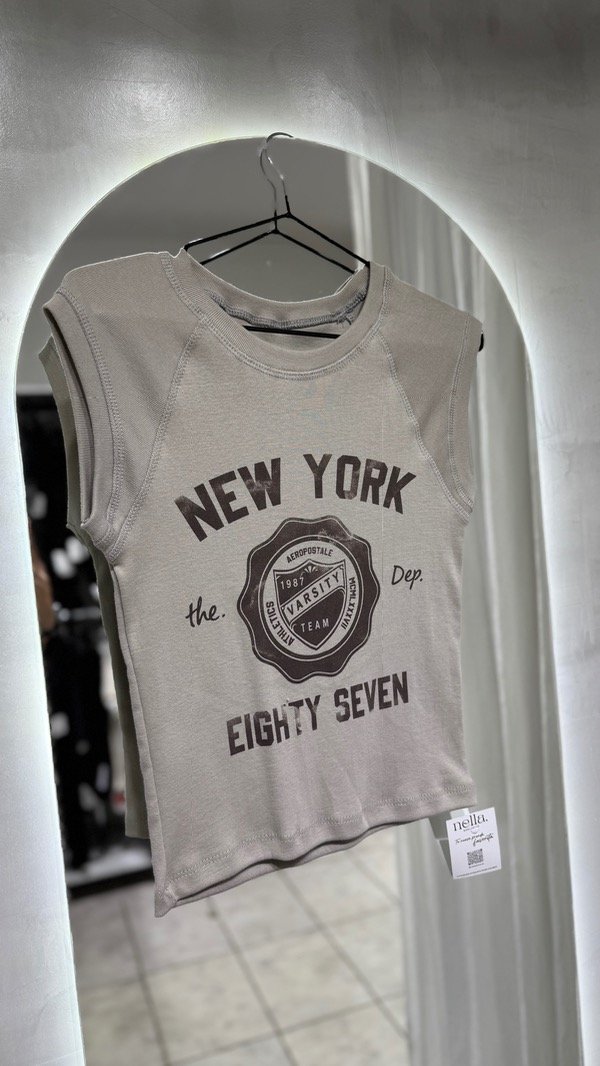 NEW YORK
AEROPOSTALE
1987
VARSITY
TEAM
ATHLETICS
MCMLXXXVII
the.
Dep.
EIGHTY SEVEN
nella.